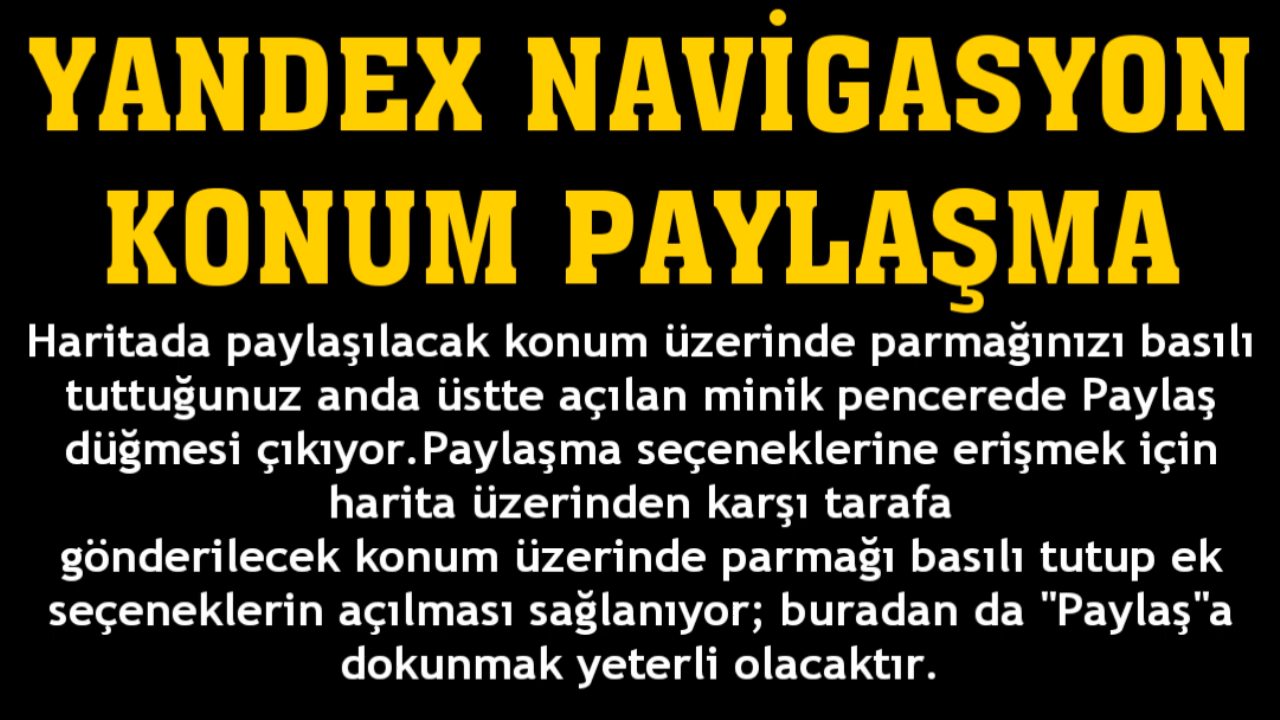 YANDEX NAVİGASYON
KONUM PAYLAŞMA
Haritada paylaşılacak konum üzerinde parmağınızı basılı
tuttuğunuz anda üstte açılan minik pencerede Paylaş
düğmesi çıkıyor.Paylaşma seçeneklerine erişmek için
harita üzerinden karşı tarafa
gönderilecek konum üzerinde parmağı basılı tutup ek
seçeneklerin açılması sağlanıyor; buradan da "Paylaş"a
dokunmak yeterli olacaktır.